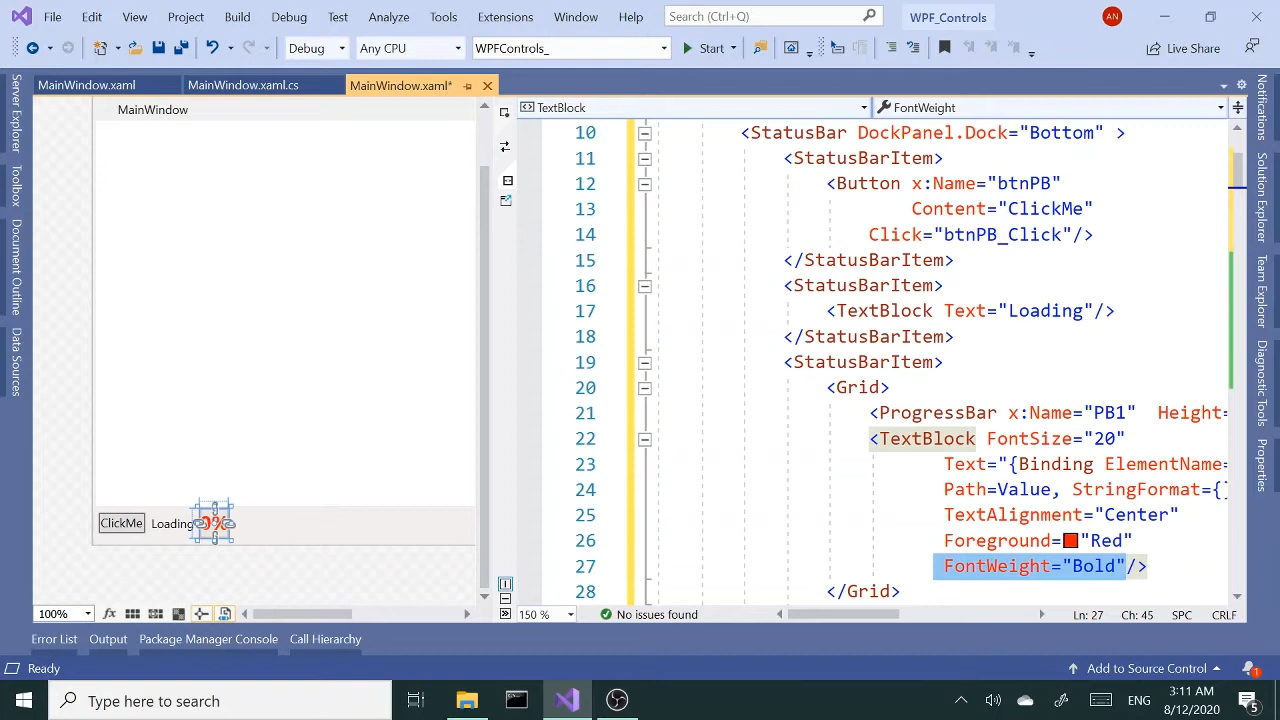 File Edit View Git Project Build Debug Test Analyze Tools Extensions Window Help Search (Ctrl+Q) WPF_Controls AN
Debug Any CPU WPFControls_ Start Live Share
MainWindow.xaml MainWindow.xaml.cs MainWindow.xaml*
TextBlock FontWeight
MainWindow
Server Explorer
Toolbox
Document Outline
Data Sources
10 <StatusBar DockPanel.Dock="Bottom" >
11 <StatusBarItem>
12 <Button x:Name="btnPB"
13 Content="ClickMe"
14 Click="btnPB_Click"/>
15 </StatusBarItem>
16 <StatusBarItem>
17 <TextBlock Text="Loading"/>
18 </StatusBarItem>
19 <StatusBarItem>
20 <Grid>
21 <ProgressBar x:Name="PB1" Height=
22 <TextBlock FontSize="20"
23 Text="{Binding ElementName=
24 Path=Value, StringFormat={}
25 TextAlignment="Center"
26 Foreground="Red"
27 FontWeight="Bold"/>
28 </Grid>
ClickMe Loading 0%
Notifications
Solution Explorer
Team Explorer
Diagnostic Tools
Properties
100% fx 150 % No issues found Ln: 27 Ch: 45 SPC CRLF
Error List Output Package Manager Console Call Hierarchy
Ready Add to Source Control 1
Type here to search ENG 5:11 AM
8/12/2020 5